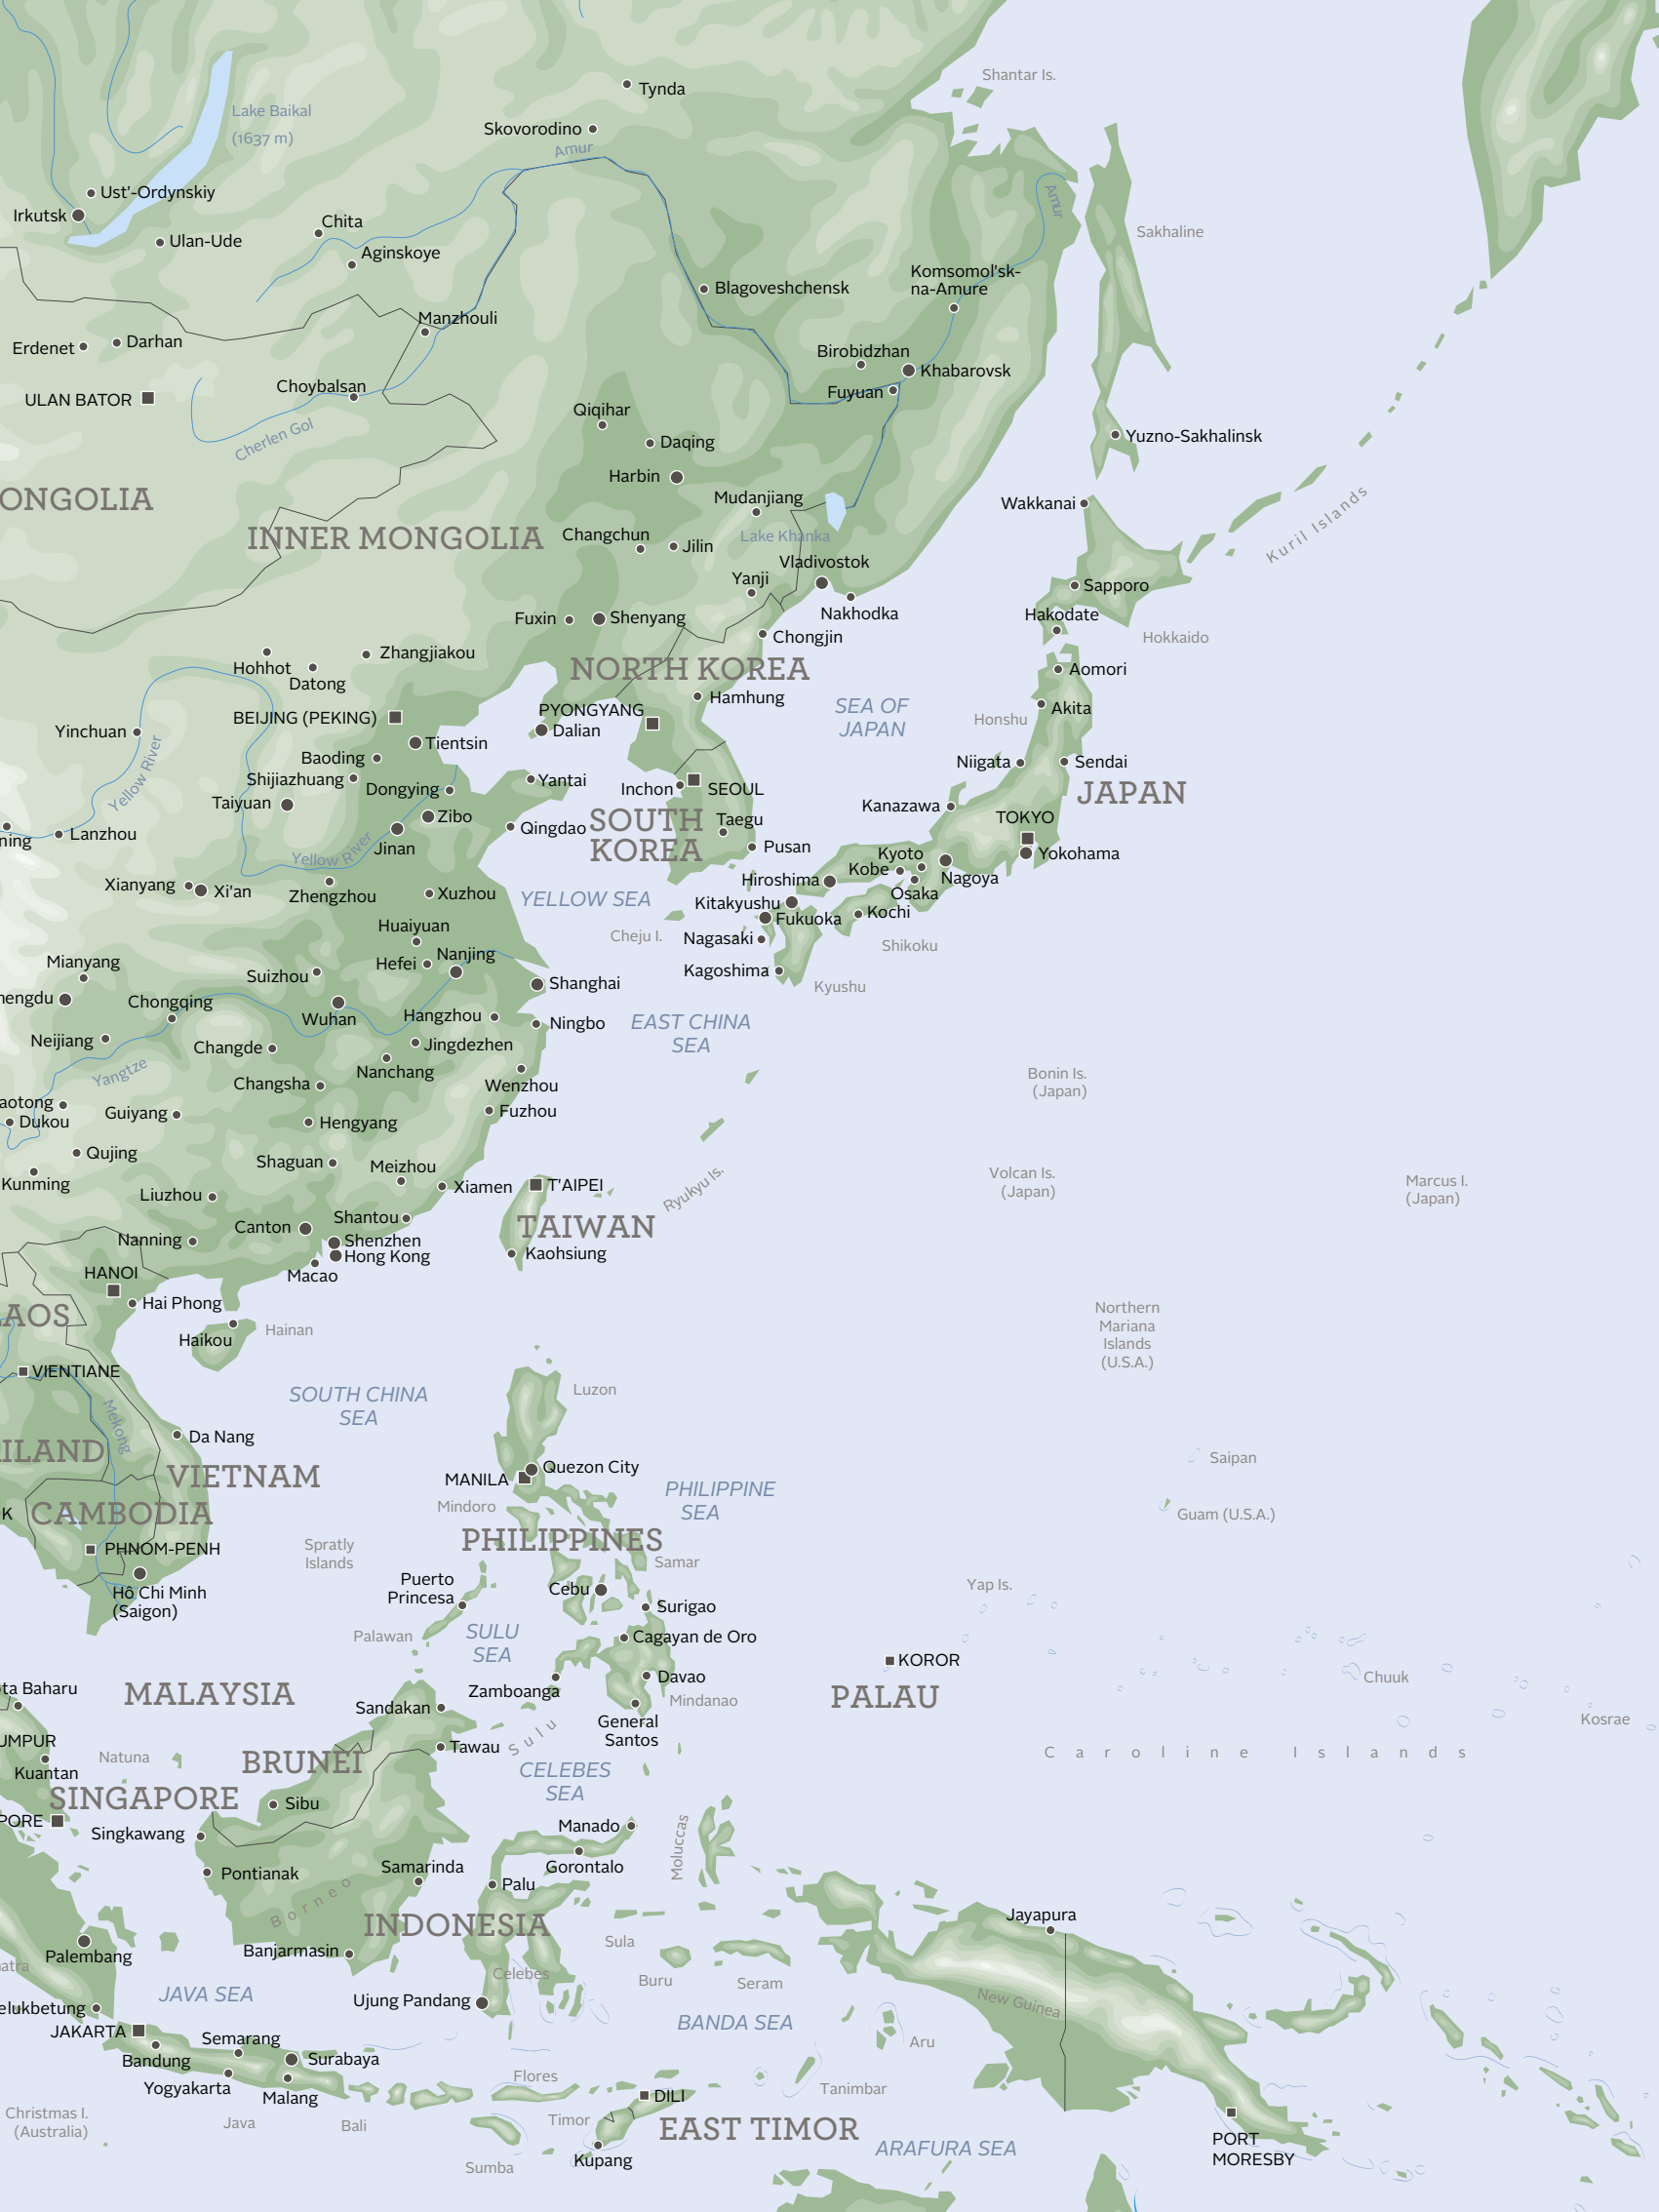 Shantar Is.
Tynda
Lake Baikal
(1637 m)
Skovorodino
Amur
Ust'-Ordynskiy
Irkutsk
Amur
Chita
Sakhaline
Ulan-Ude
Aginskoye
Komsomol'sk-
na-Amure
Blagoveshchensk
Manzhouli
Erdenet
Darhan
Birobidzhan
Khabarovsk
Choybalsan
Fuyuan
ULAN BATOR
Qiqihar
Cherlen Gol
Daqing
Yuzno-Sakhalinsk
Harbin
ONGOLIA
Mudanjiang
Wakkanai
Kuril Islands
INNER MONGOLIA
Changchun
Jilin
Lake Khanka
Vladivostok
Yanji
Sapporo
Nakhodka
Hakodate
Fuxin
Shenyang
Chongjin
Hokkaido
Zhangjiakou
Hohhot
Datong
NORTH KOREA
Aomori
Hamhung
SEA OF
JAPAN
Akita
Honshu
BEIJING (PEKING)
PYONGYANG
Dalian
Yinchuan
Tientsin
Yellow River
Baoding
Niigata
Sendai
Shijiazhuang
Dongying
Yantai
Inchon
SEOUL
JAPAN
Taiyuan
Kanazawa
Zibo
TOKYO
SOUTH
KOREA
Taegu
Qingdao
ning
Lanzhou
Jinan
Pusan
Kyoto
Yokohama
Yellow River
Kobe
Nagoya
Xianyang
Xi'an
Zhengzhou
Xuzhou
Hiroshima
Osaka
YELLOW SEA
Kitakyushu
Fukuoka
Kochi
Huaiyuan
Cheju I.
Nagasaki
Shikoku
Mianyang
Suizhou
Hefei
Nanjing
Kagoshima
Shanghai
Kyushu
hengdu
Chongqing
Wuhan
Hangzhou
Ningbo
EAST CHINA
SEA
Neijiang
Changde
Jingdezhen
Yangtze
Nanchang
Changsha
Wenzhou
Bonin Is.
(Japan)
aotong
Dukou
Guiyang
Hengyang
Fuzhou
Qujing
Shaguan
Meizhou
Kunming
Liuzhou
Xiamen
T'AIPEI
Ryukyu Is.
Volcan Is.
(Japan)
Marcus I.
(Japan)
Canton
Shantou
TAIWAN
Nanning
Shenzhen
Hong Kong
Kaohsiung
Macao
HANOI
Hai Phong
AOS
Haikou
Hainan
Northern
Mariana
Islands
(U.S.A.)
VIENTIANE
SOUTH CHINA
SEA
Luzon
Mekong
Da Nang
ILAND
VIETNAM
Saipan
MANILA
Quezon City
PHILIPPINE
SEA
Mindoro
K
CAMBODIA
Guam (U.S.A.)
PHILIPPINES
PHNOM-PENH
Spratly
Islands
Samar
Hô Chi Minh
(Saigon)
Puerto
Princesa
Cebu
Yap Is.
Surigao
Palawan
SULU
SEA
Cagayan de Oro
KOROR
Davao
Chuuk
ta Baharu
MALAYSIA
Zamboanga
Mindanao
PALAU
Sandakan
General
Santos
Kosrae
UMPUR
Kuantan
Natuna
BRUNEI
Tawau
Sulu
Caroline Islands
CELEBES
SEA
SINGAPORE
Sibu
PORE
Singkawang
Manado
Moluccas
Pontianak
Samarinda
Gorontalo
Palu
Borneo
INDONESIA
Jayapura
Palembang
Banjarmasin
Sula
atra
Celebes
Buru
Seram
New Guinea
JAVA SEA
Ujung Pandang
elukbetung
JAKARTA
BANDA SEA
Semarang
Aru
Bandung
Surabaya
Yogyakarta
Malang
Flores
DILI
Tanimbar
Christmas I.
(Australia)
Java
Bali
Timor
EAST TIMOR
ARAFURA SEA
Kupang
Sumba
PORT
MORESBY